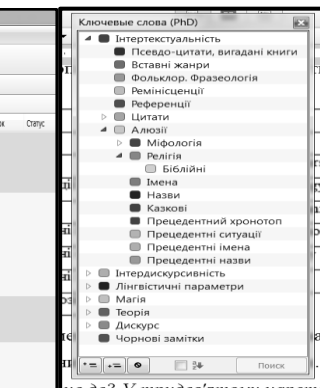 Ключевые слова (PhD)
Інтертекстуальність
Псевдо-цитати, вигадані книги
Вставні жанри
Фольклор. Фразеологія
Ремінісценції
Референції
Цитати
Алюзії
Міфологія
Релігія
Біблійні
Імена
Назви
Казкові
Прецедентний хронотоп
Прецедентні ситуації
Прецедентні імена
Прецедентні назви
Інтердискурсивність
Лінгвістичні параметри
Магія
Теорія
Дискурс
Чорнові замітки
Поиск
Статус